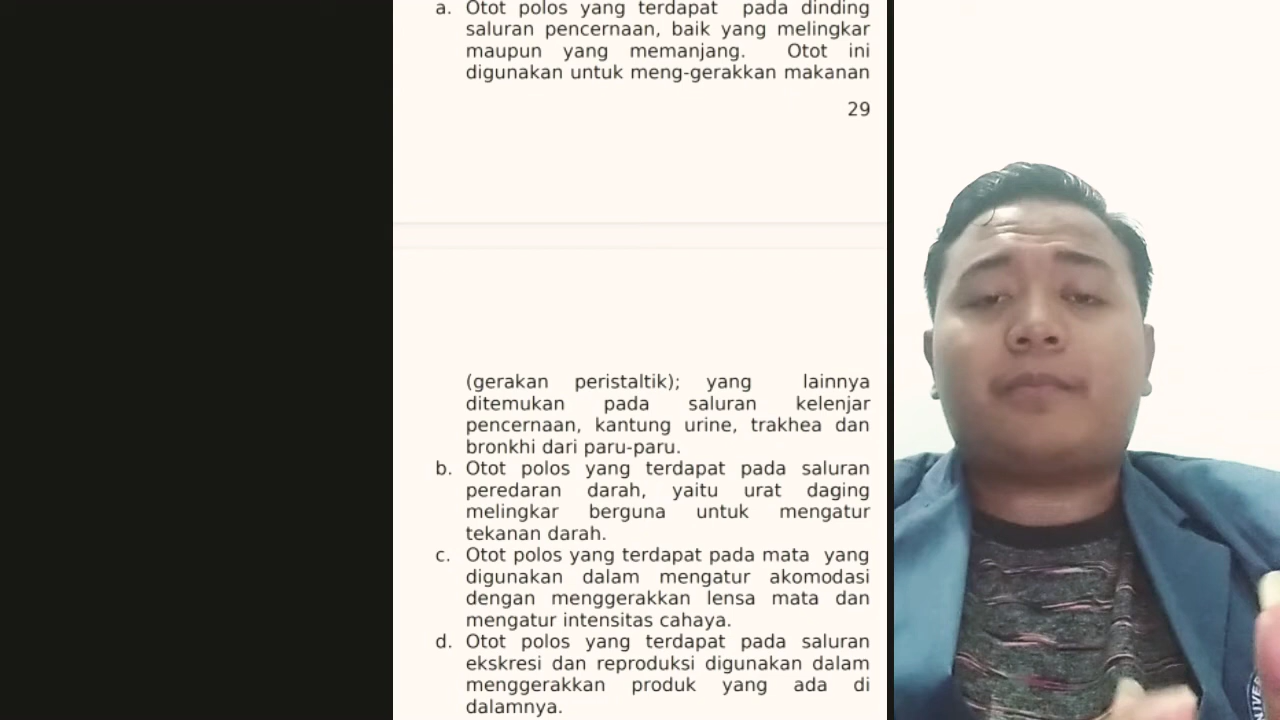 a. Otot polos yang terdapat pada dinding
saluran pencernaan, baik yang melingkar
maupun yang memanjang. Otot ini
digunakan untuk meng-gerakkan makanan
29
(gerakan peristaltik); yang lainnya
ditemukan pada saluran kelenjar
pencernaan, kantung urine, trakhea dan
bronkhi dari paru-paru.
b. Otot polos yang terdapat pada saluran
peredaran darah, yaitu urat daging
melingkar berguna untuk mengatur
tekanan darah.
c. Otot polos yang terdapat pada mata yang
digunakan dalam mengatur akomodasi
dengan menggerakkan lensa mata dan
mengatur intensitas cahaya.
d. Otot polos yang terdapat pada saluran
ekskresi dan reproduksi digunakan dalam
menggerakkan produk yang ada di
dalamnya.